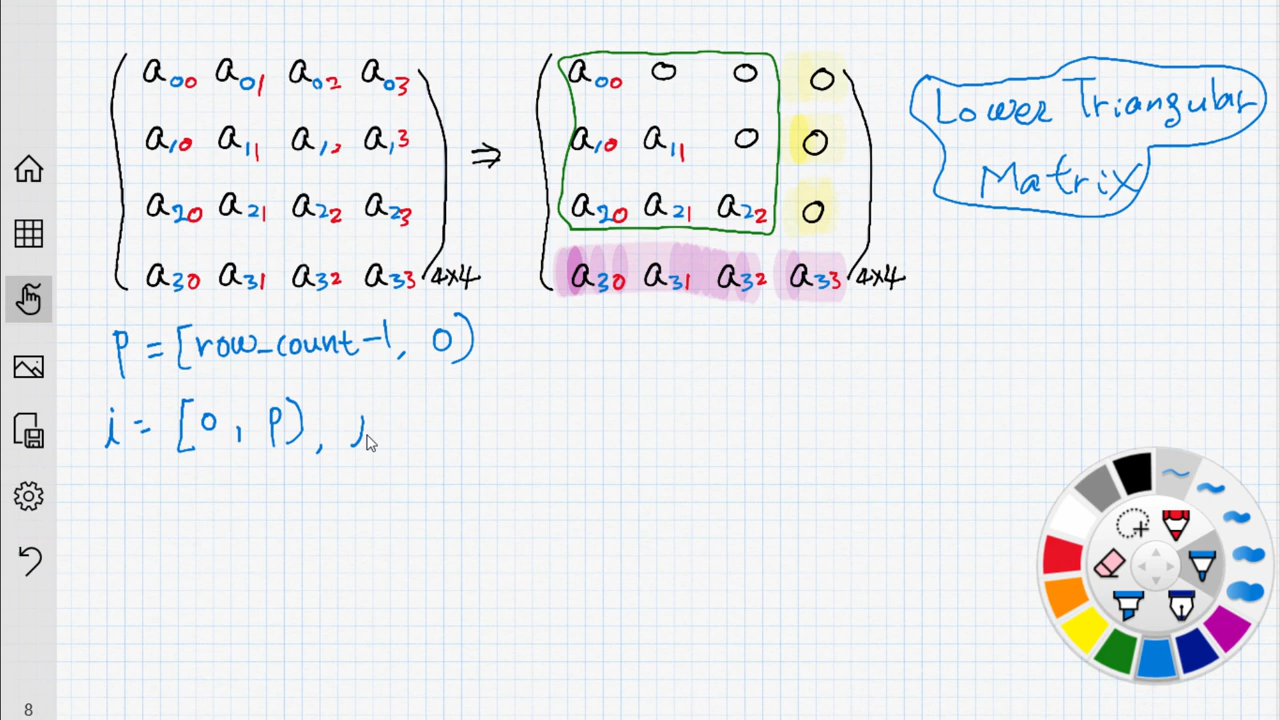 a00 a01 a02 a03
a10 a11 a12 a13
a20 a21 a22 a23
a30 a31 a32 a33 4x4
⇒
a00 0 0 0
a10 a11 0 0
a20 a21 a22 0
a30 a31 a32 a33 4x4
Lower Triangular
Matrix
p = [row_count-1, 0)
i = [0, p),
8